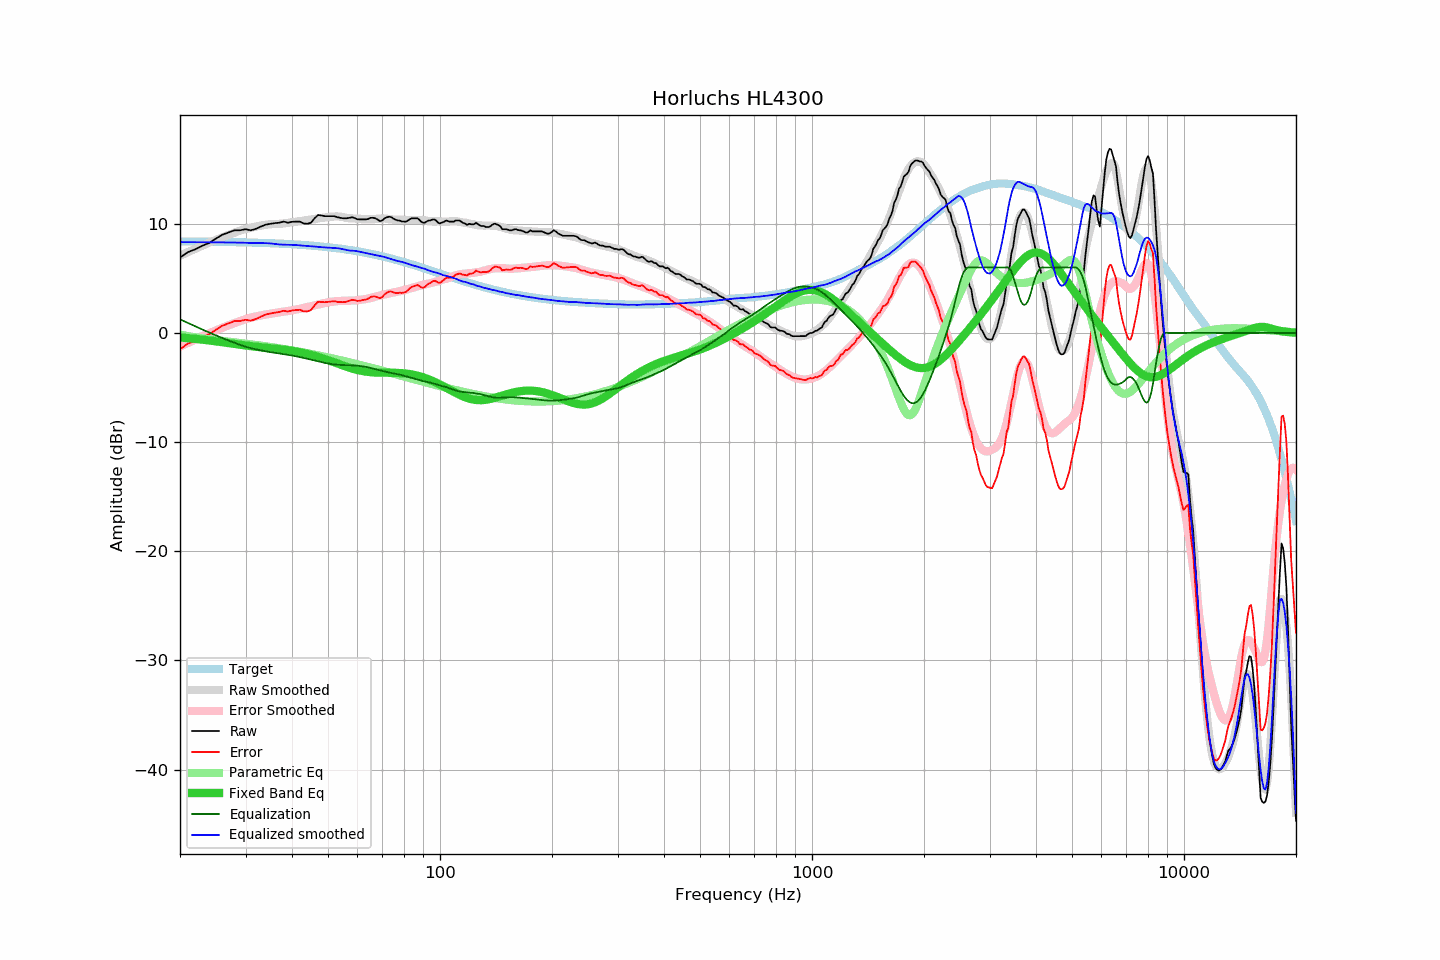 Horluchs HL4300
Amplitude (dBr)
10
0
−10
−20
−30
−40
Target
Raw Smoothed
Error Smoothed
Raw
Error
Parametric Eq
Fixed Band Eq
Equalization
Equalized smoothed
100
1000
10000
Frequency (Hz)